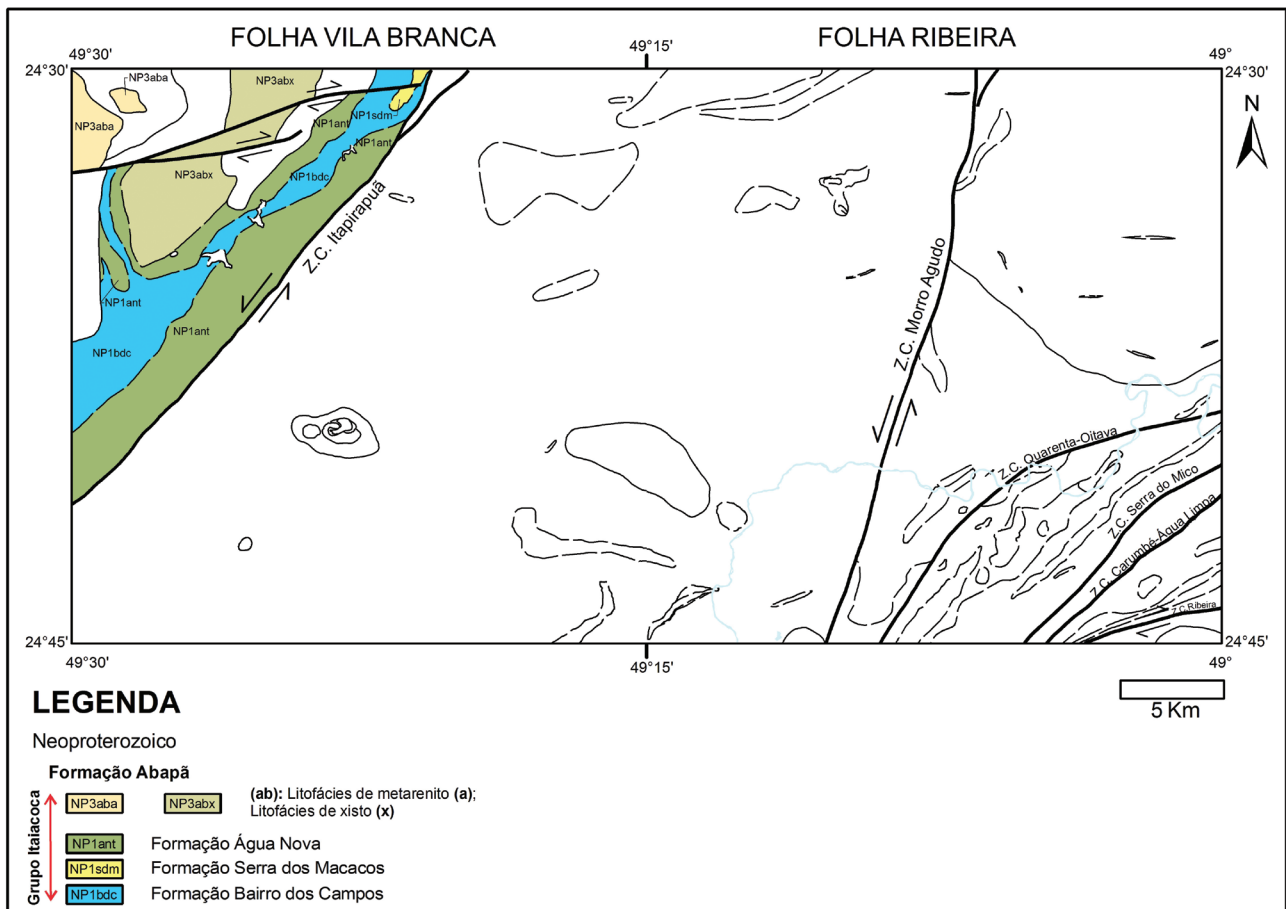 FOLHA VILA BRANCA
FOLHA RIBEIRA
49°30'
49°15'
49°
24°30'
24°30'
N
NP3aba
NP3abx
NP3aba
NP1sdm
NP1ant
NP1ant
NP3abx
NP1bdc
Z.C. Itapirapuã
NP1ant
NP1ant
NP1bdc
Z.C. Morro Agudo
Z.C. Quarenta-Oitava
Z.C. Serra do Mico
Z.C. Carumbé-Água Limpa
Z.C.Ribeira
24°45'
24°45'
49°30'
49°15'
49°
5 Km
LEGENDA
Neoproterozoico
Formação Abapã
Grupo Itaiacoca
NP3aba
NP3abx
(ab): Litofácies de metarenito (a);
Litofácies de xisto (x)
NP1ant
Formação Água Nova
NP1sdm
Formação Serra dos Macacos
NP1bdc
Formação Bairro dos Campos